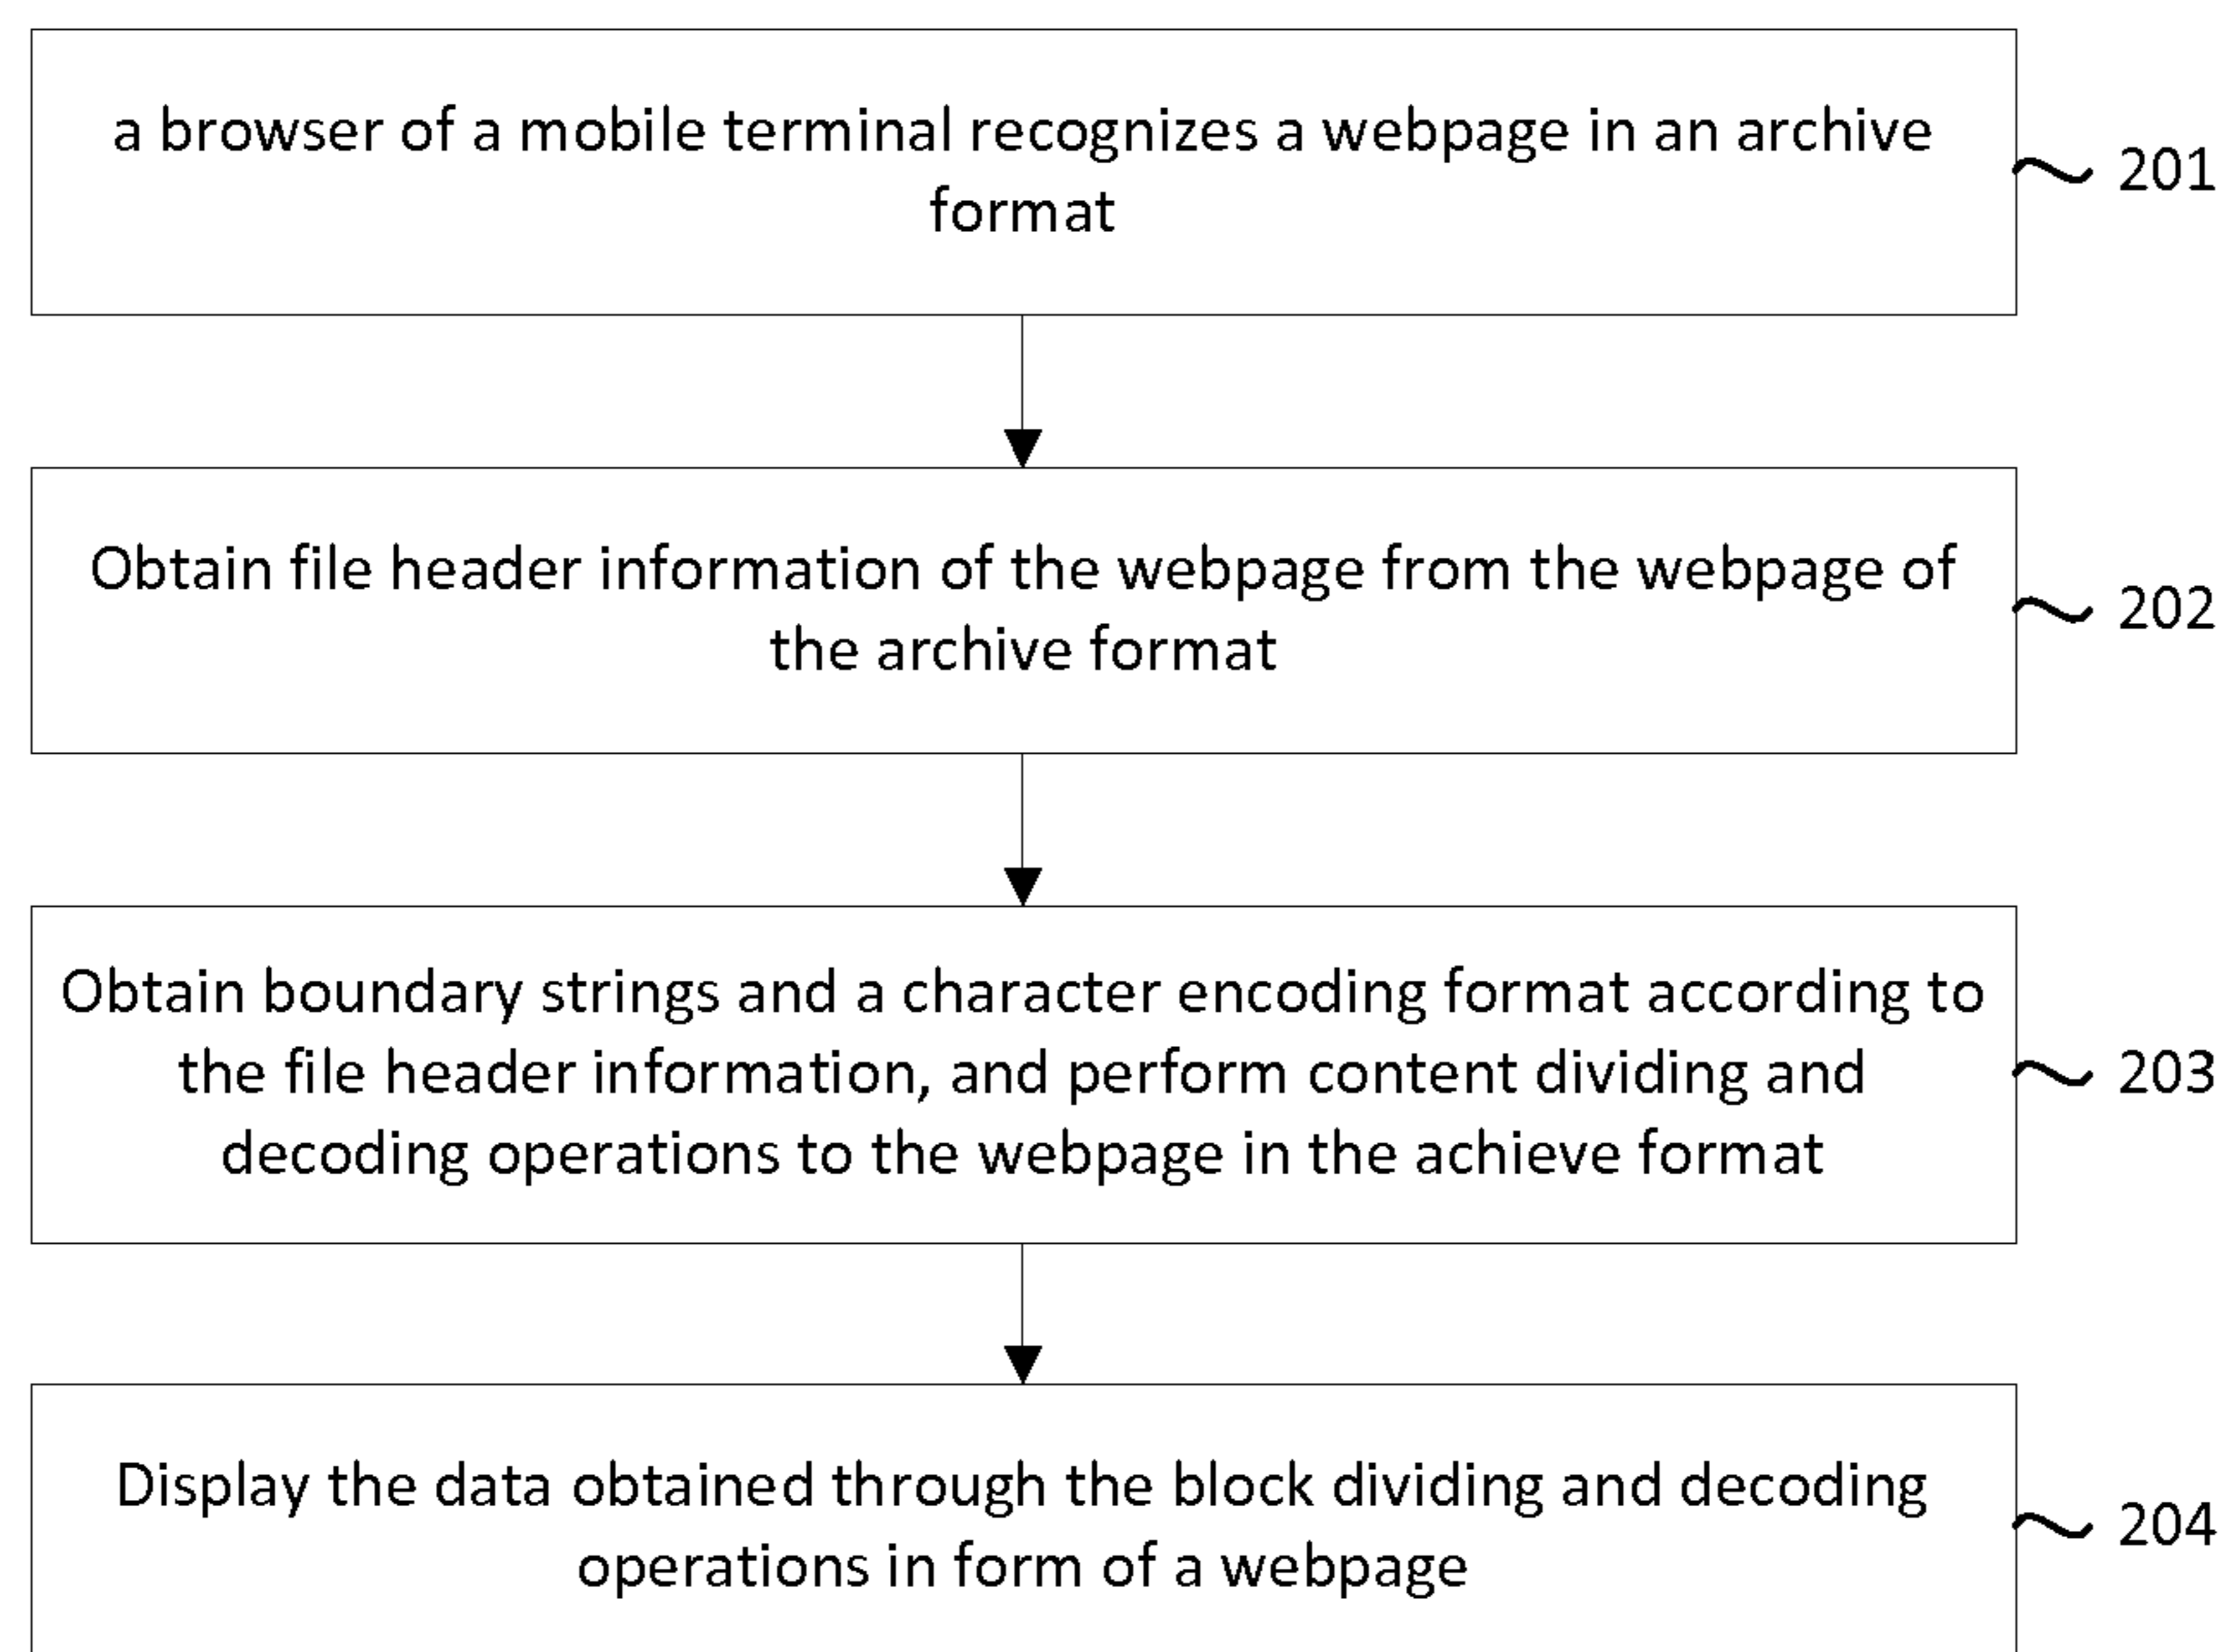 a browser of a mobile terminal recognizes a webpage in an archive
format
201
Obtain file header information of the webpage from the webpage of
the archive format
202
Obtain boundary strings and a character encoding format according to
the file header information, and perform content dividing and
decoding operations to the webpage in the achieve format
203
Display the data obtained through the block dividing and decoding
operations in form of a webpage
204